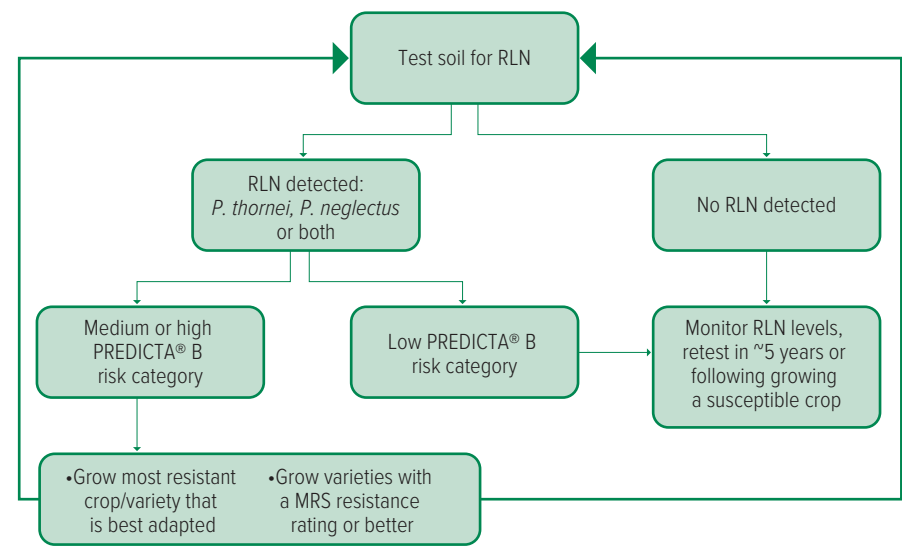 Test soil for RLN
RLN detected:
P. thornei, P. neglectus
or both
No RLN detected
Medium or high
PREDICTA® B
risk category
Low PREDICTA® B
risk category
Monitor RLN levels,
retest in ~5 years or
following growing
a susceptible crop
•Grow most resistant
crop/variety that
is best adapted
•Grow varieties with
a MRS resistance
rating or better